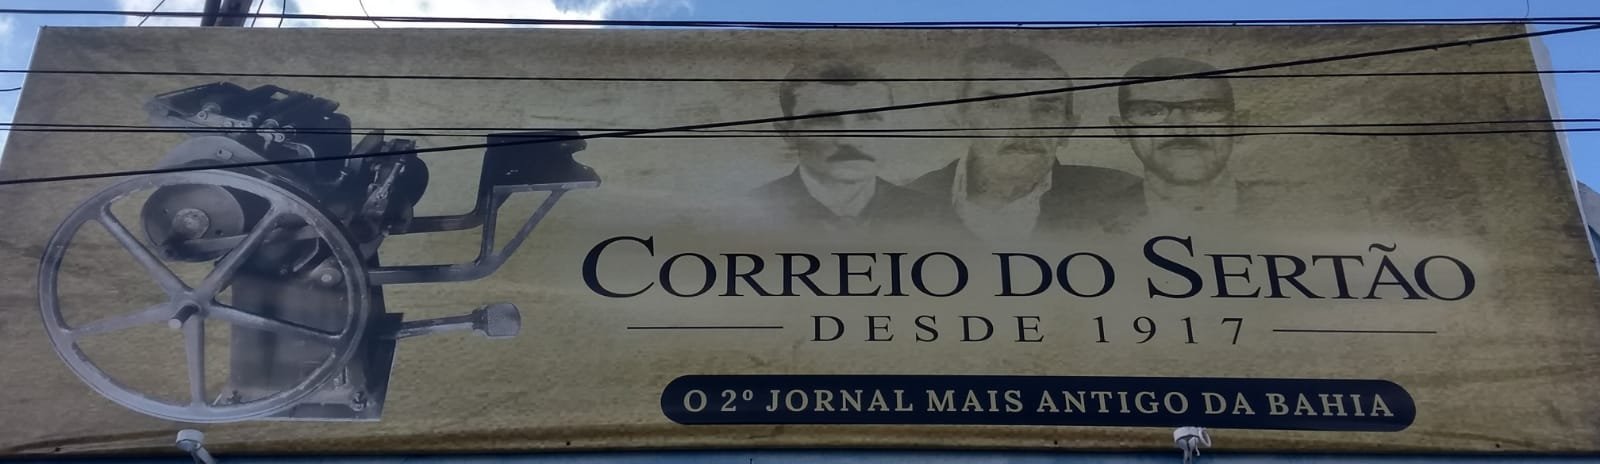 CORREIO DO SERTÃO
DESDE 1917
O 2º JORNAL MAIS ANTIGO DA BAHIA